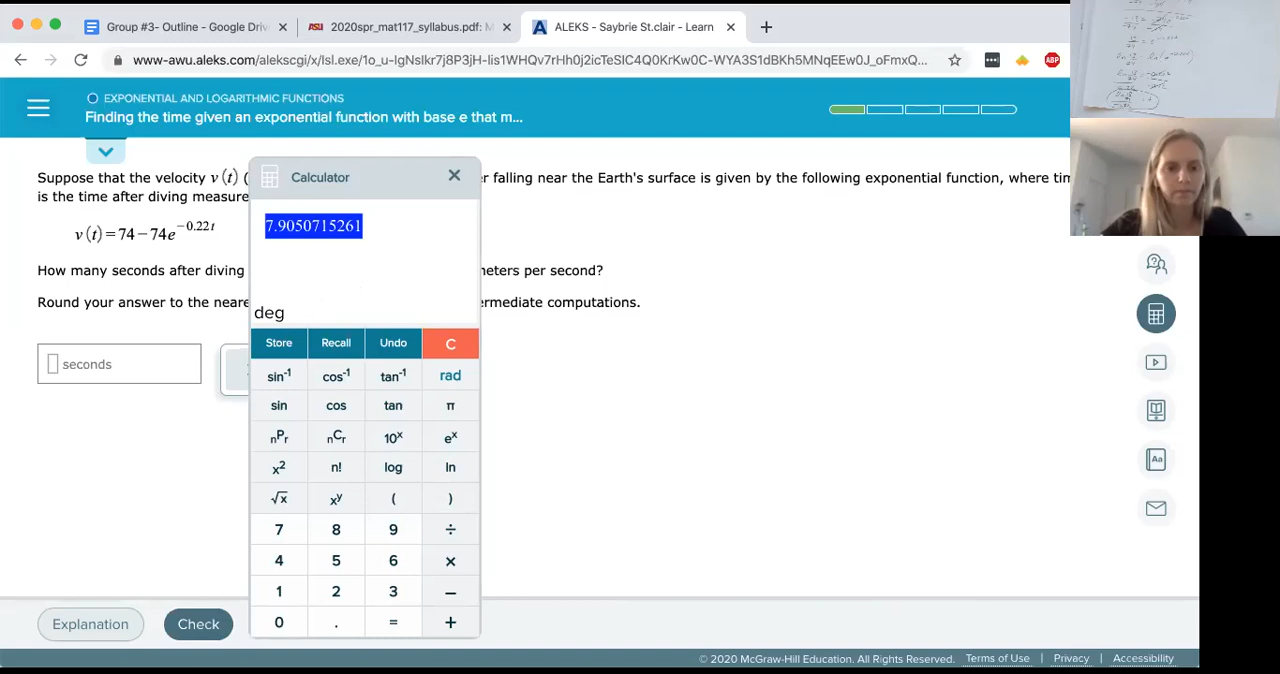 Group #3- Outline - Google Driv
2020spr_mat117_syllabus.pdf: M
ALEKS - Saybrie St.clair - Learn
www-awu.aleks.com/alekscgi/x/Isl.exe/1o_u-IgNsIkr7j8P3jH-Iis1WHQv7rHh0j2icTeSIC4Q0KrKw0C-WYA3S1dBKh5MNqEEw0J_oFmxQ...
ABP
EXPONENTIAL AND LOGARITHMIC FUNCTIONS
Finding the time given an exponential function with base e that m...
Calculator
Suppose that the velocity v(t) (
r falling near the Earth's surface is given by the following exponential function, where tim
is the time after diving measure
7.9050715261
v(t)=74−74e^−0.22t
How many seconds after diving
meters per second?
Round your answer to the neare
ermediate computations.
deg
seconds
Store Recall Undo C
sin-1 cos-1 tan-1 rad
sin cos tan π
nPr nCr 10x ex
x2 n! log ln
√x xy ( )
7 8 9 ÷
4 5 6 ×
1 2 3 −
0 . = +
Aa
Explanation
Check
© 2020 McGraw-Hill Education. All Rights Reserved. Terms of Use | Privacy | Accessibility